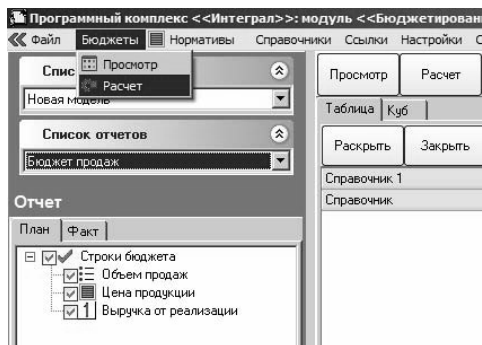 Программный комплекс <<Интеграл>>: модуль <<Бюджетирован
Файл Бюджеты Нормативы Справочники Ссылки Настройки С
Просмотр
Расчет
Спис
Новая модель
Список отчетов
Бюджет продаж
Отчет
План Факт
Строки бюджета
Объем продаж
Цена продукции
1 Выручка от реализации
Просмотр Расчет
Таблица Куб
Раскрыть Закрыть
Справочник 1
Справочник